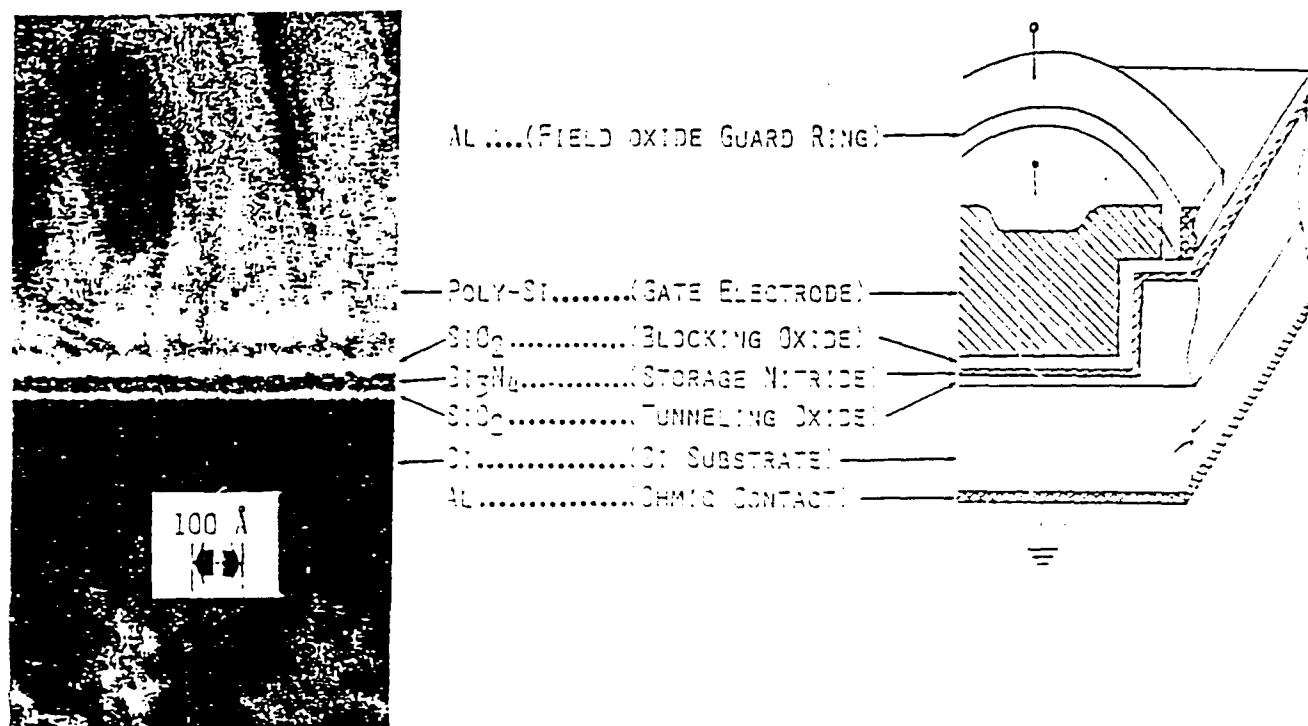 AL ....(FIELD OXIDE GUARD RING)
POLY-SI.......(GATE ELECTRODE)
SiO2............(BLOCKING OXIDE)
Si3N4...........(STORAGE NITRIDE)
SiO2............(TUNNELING OXIDE)
SI..............(SI SUBSTRATE)
AL..............(OHMIC CONTACT)
100 Å